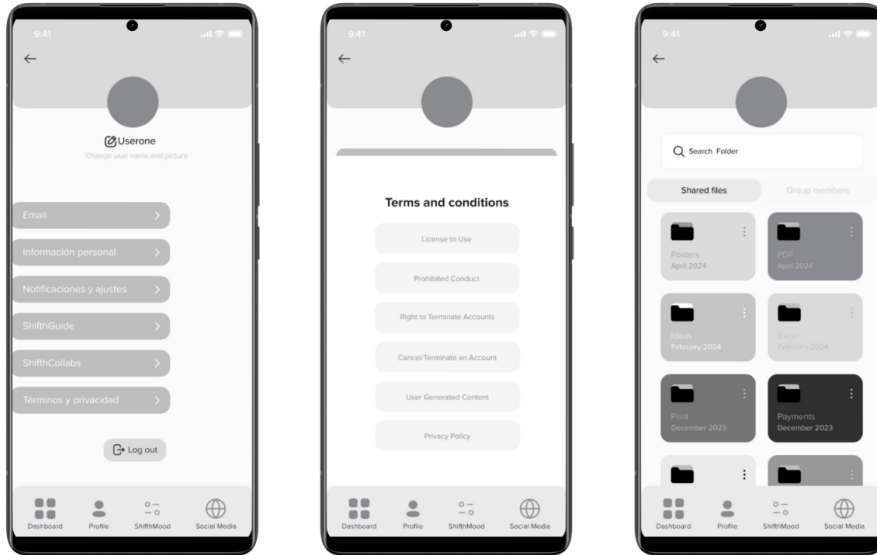 9:41
Userone
Change user name and picture
Email
Información personal
Notificaciones y ajustes
ShifthGuide
ShifthCollabs
Términos y privacidad
Log out
Dashboard Profile ShifthMood Social Media
9:41
Terms and conditions
License to Use
Prohibited Conduct
Right to Terminate Accounts
Cancel/Terminate an Account
User Generated Content
Privacy Policy
Dashboard Profile ShifthMood Social Media
9:41
Search Folder
Shared files Group members
Posters PDF
April 2024 April 2024
Ideas Excel
February 2024 February 2024
Print Payments
December 2023 December 2023
Dashboard Profile ShifthMood Social Media